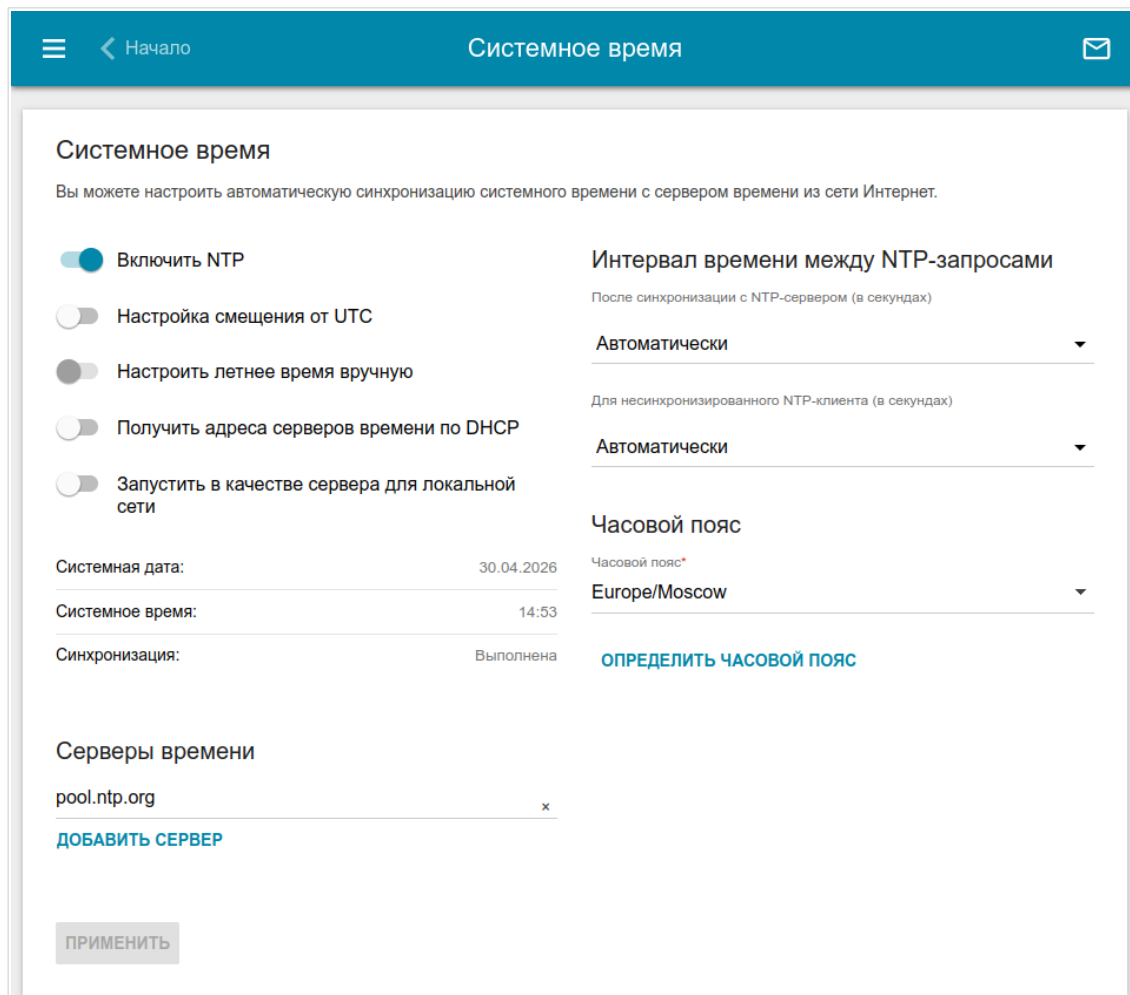 Начало
Системное время
Системное время
Вы можете настроить автоматическую синхронизацию системного времени с сервером времени из сети Интернет.
Включить NTP
Настройка смещения от UTC
Настроить летнее время вручную
Получить адреса серверов времени по DHCP
Запустить в качестве сервера для локальной
сети
Системная дата: 30.04.2026
Системное время: 14:53
Синхронизация: Выполнена
Серверы времени
pool.ntp.org ×
ДОБАВИТЬ СЕРВЕР
Интервал времени между NTP-запросами
После синхронизации с NTP-сервером (в секундах)
Автоматически
Для несинхронизированного NTP-клиента (в секундах)
Автоматически
Часовой пояс
Часовой пояс*
Europe/Moscow
ОПРЕДЕЛИТЬ ЧАСОВОЙ ПОЯС
ПРИМЕНИТЬ